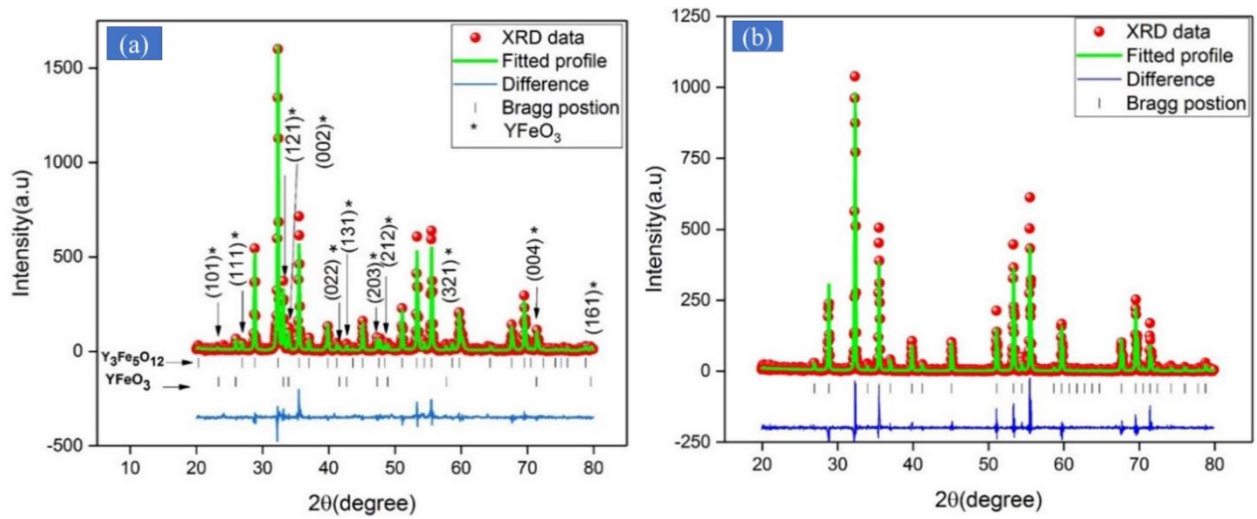 (a)
XRD data
Fitted profile
Difference
Bragg postion
* YFeO₃
1500
1000
500
0
-500
Intensity(a.u)
(101)*
(111)*
(121)*
(002)*
(022)*
(131)*
(203)*
(212)*
(321)*
(004)*
(161)*
Y₃Fe₅O₁₂
YFeO₃
10 20 30 40 50 60 70 80
2θ(degree)
(b)
XRD data
Fitted profile
Difference
Bragg postion
1250
1000
750
500
250
0
-250
Intensity(a.u)
20 30 40 50 60 70 80
2θ(degree)